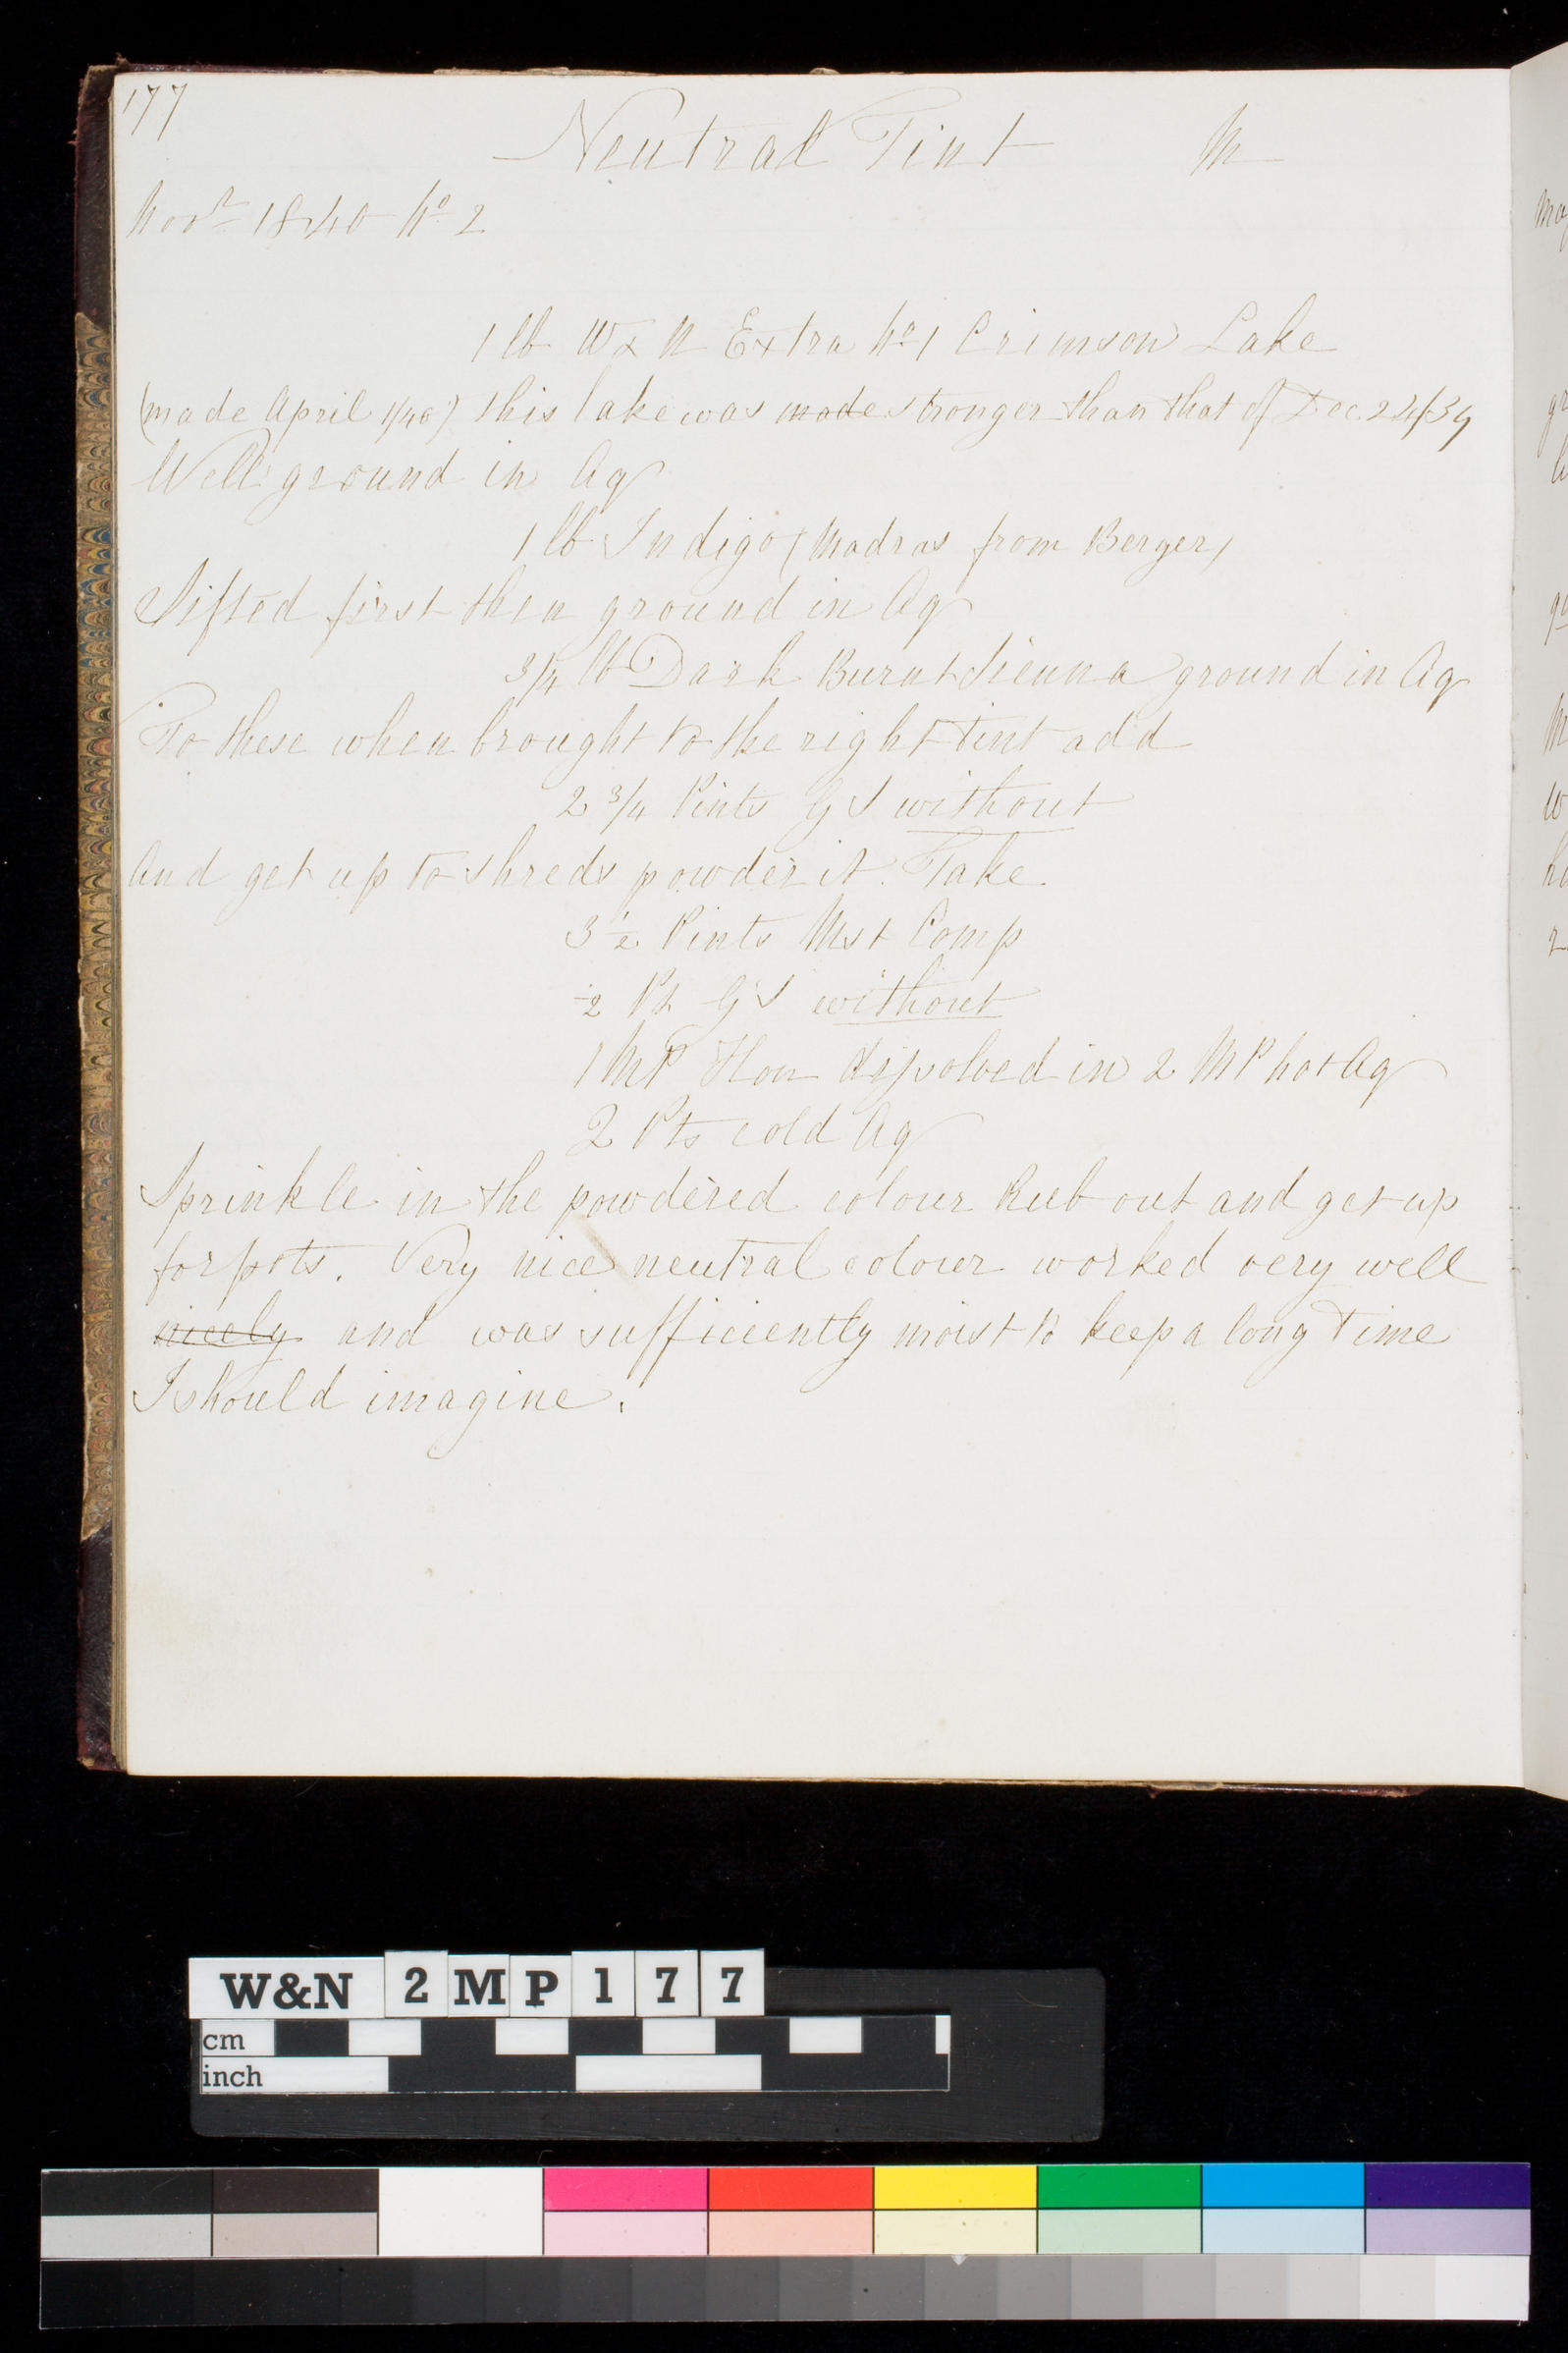 177
Neutral Tint M
Novr 1840 No 2
1 lb W & N Extra No 1 Crimson Lake
(made April 1/40) this lake was made stronger than that of Dec 24/39
Well ground in Aq
1 lb Indigo (Madras from Berger)
Sifted first then ground in Aq
3/4 lb Dark Burnt Sienna ground in Aq
To these when brought to the right tint add
2 3/4 Pints G S without
And get up to shreds powder it. Take
3 1/2 Pints Mst Comp
1/2 Pt G S without
1 MP Hon dissolved in 2 MP hot Aq
2 Pts cold Aq
Sprinkle in the powdered colour Rub out and get up
for pots. Very nice neutral colour worked very well
nicely and was sufficiently moist to keep a long time
I should imagine.
W&N 2MP177
cm
inch